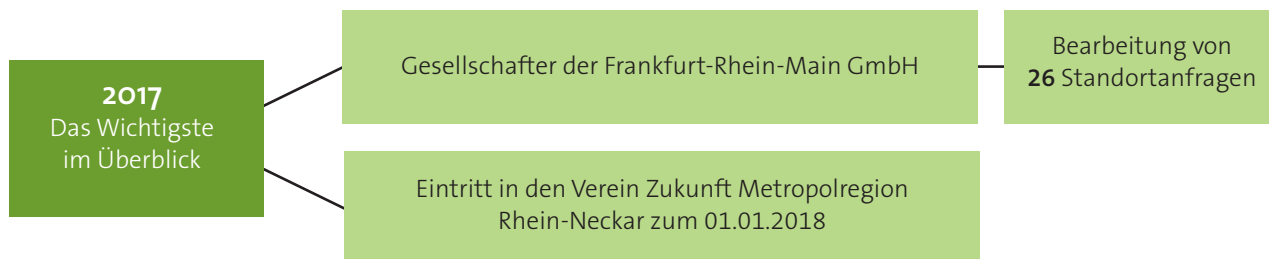 2017
Das Wichtigste
im Überblick
Gesellschafter der Frankfurt-Rhein-Main GmbH
Bearbeitung von
26 Standortanfragen
Eintritt in den Verein Zukunft Metropolregion
Rhein-Neckar zum 01.01.2018